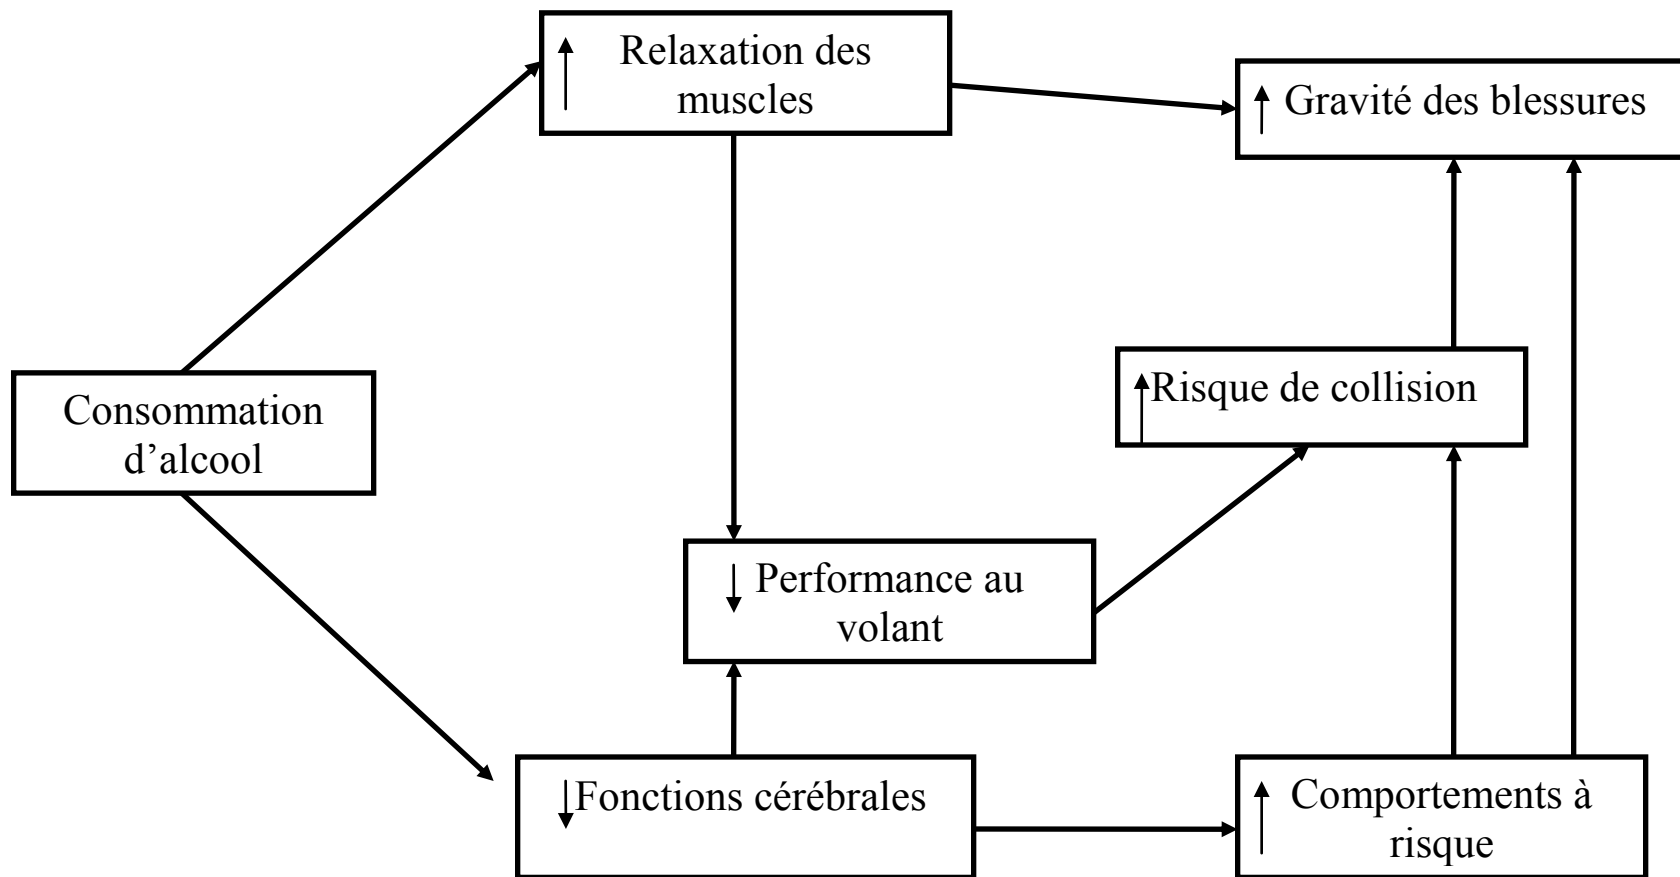 ↑ Relaxation des
muscles
↑ Gravité des blessures
↑ Risque de collision
Consommation
d’alcool
↓ Performance au
volant
↓ Fonctions cérébrales
↑ Comportements à
risque